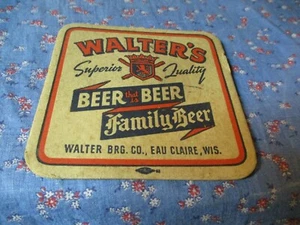 WALTER'S
Superior Quality
BEER that is BEER
Family Beer
WALTER BRG. CO., EAU CLAIRE, WIS.